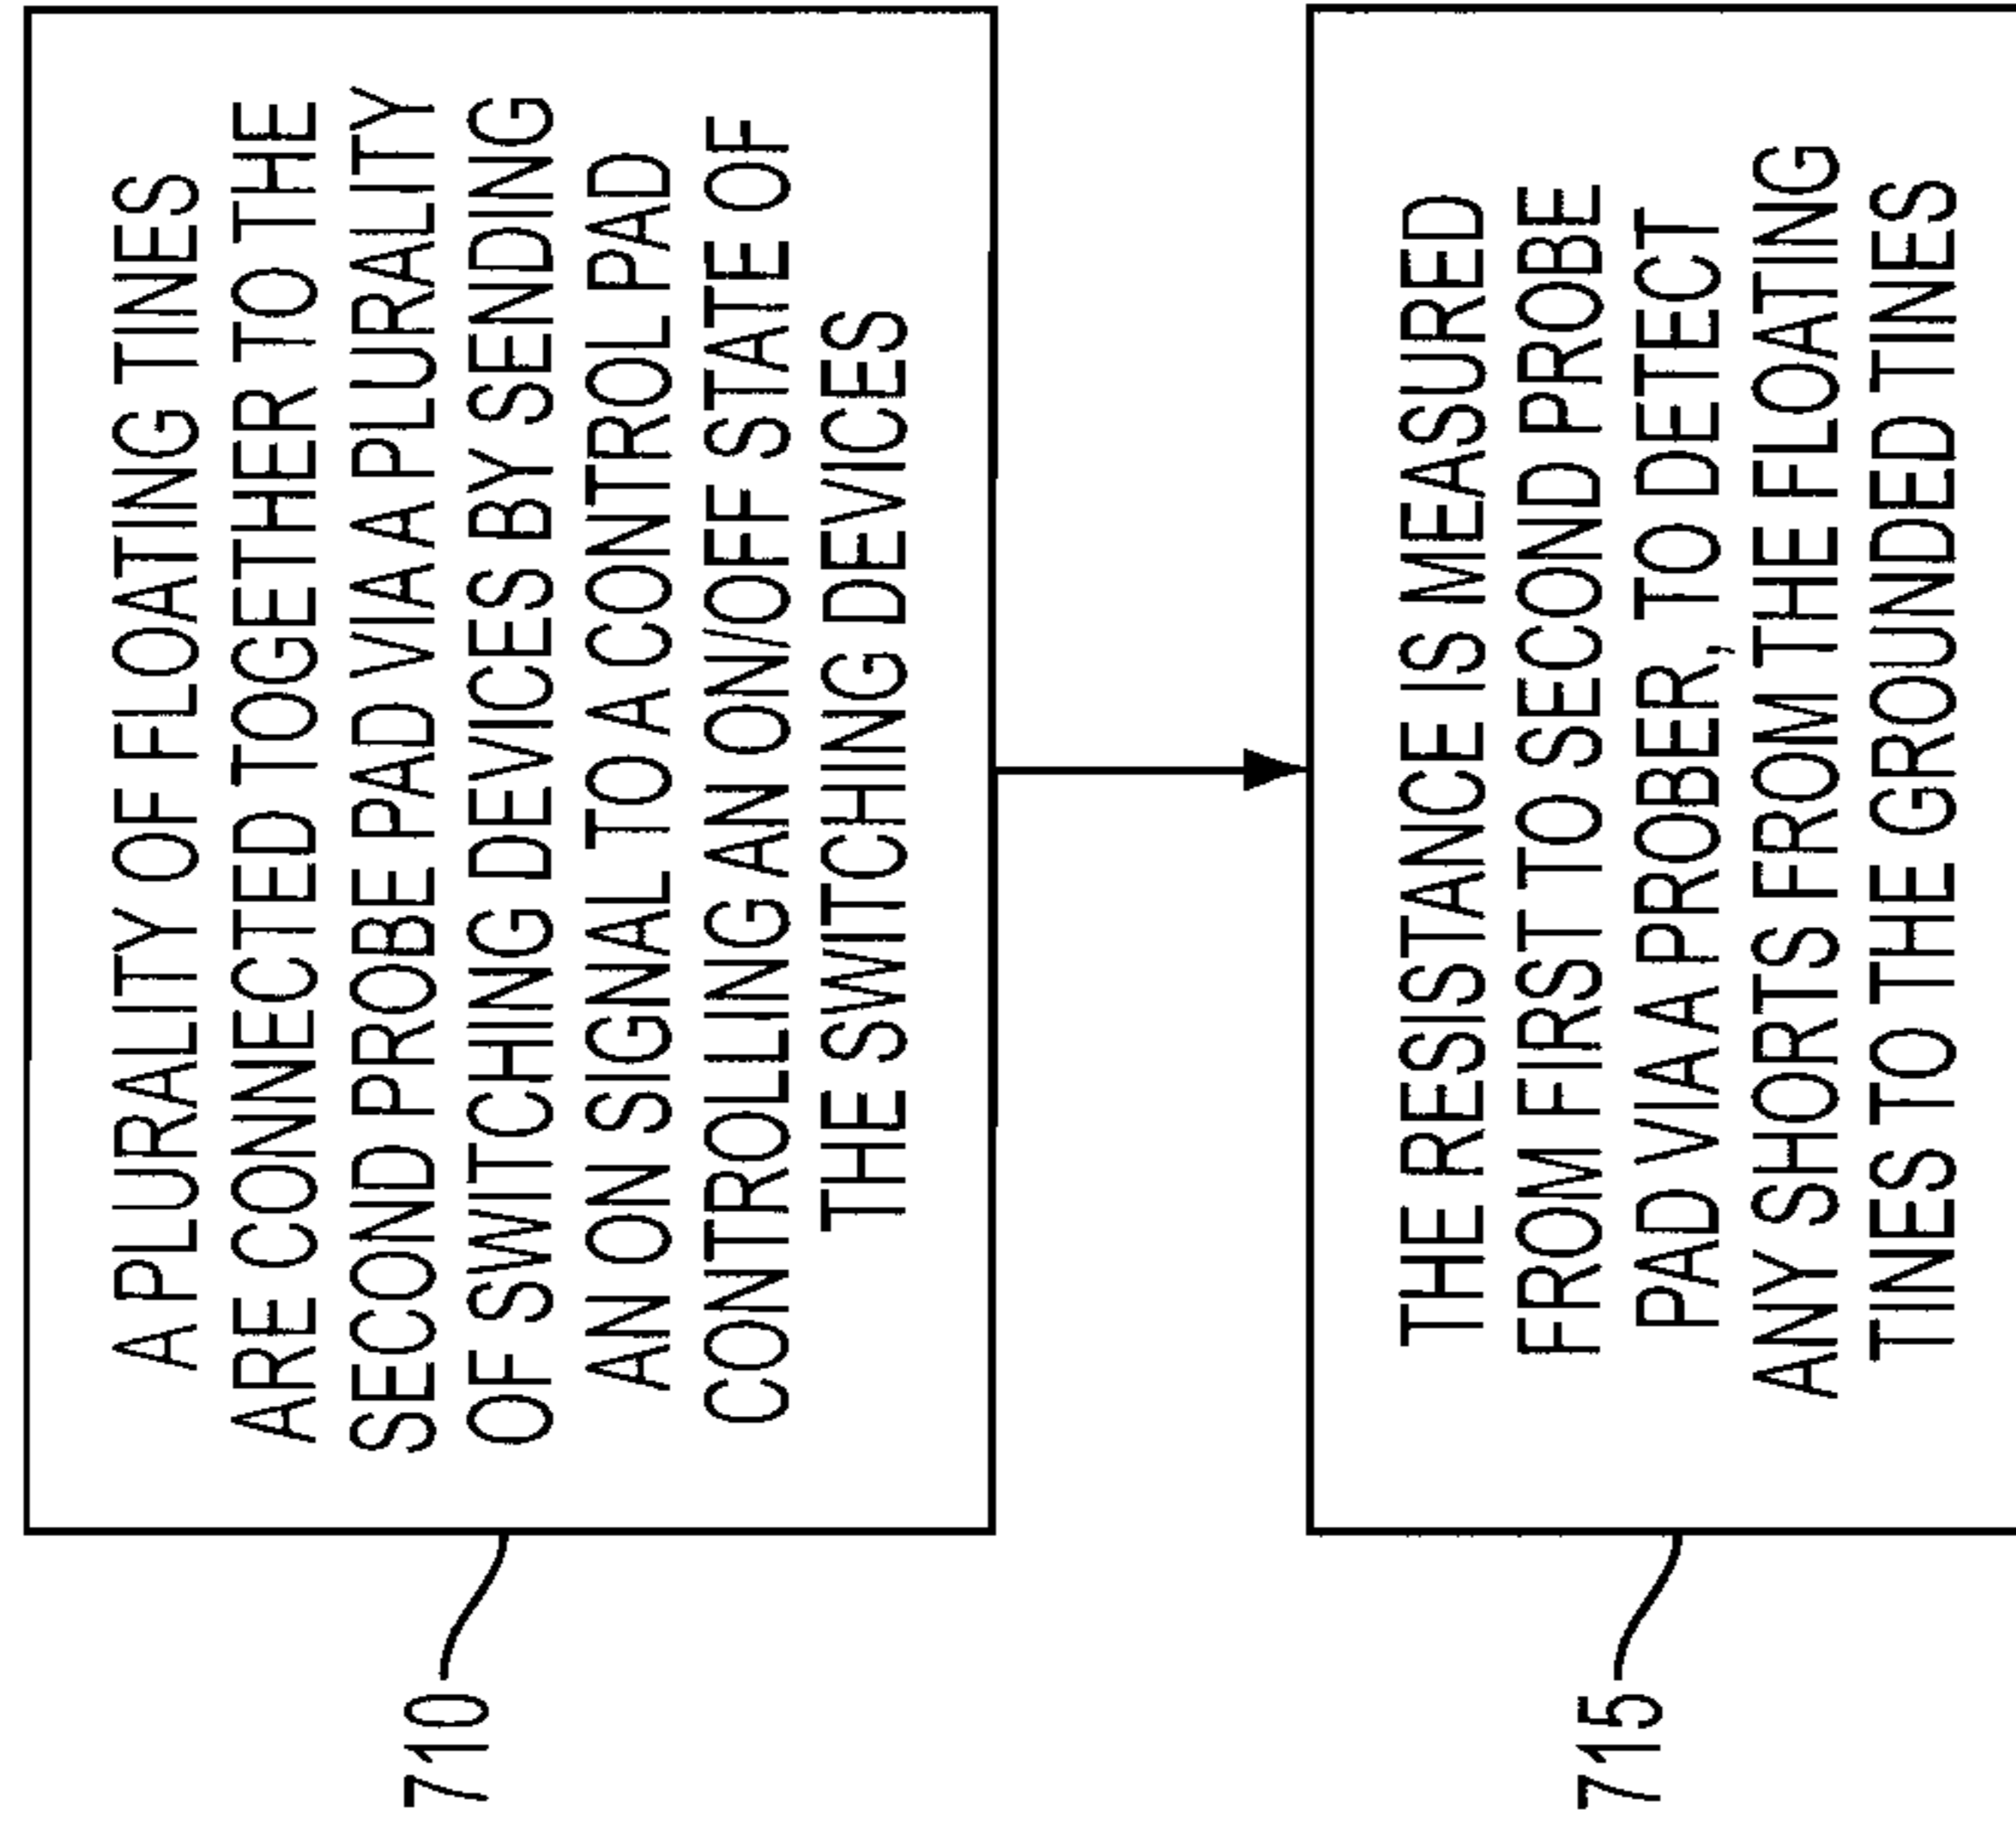 A PLURALITY OF FLOATING TINES
ARE CONNECTED TOGETHER TO THE
SECOND PROBE PAD VIA A PLURALITY
OF SWITCHING DEVICES BY SENDING
AN ON SIGNAL TO A CONTROL PAD
CONTROLLING AN ON/OFF STATE OF
THE SWITCHING DEVICES
710
THE RESISTANCE IS MEASURED
FROM FIRST TO SECOND PROBE
PAD VIA A PROBER, TO DETECT
ANY SHORTS FROM THE FLOATING
TINES TO THE GROUNDED TINES
715